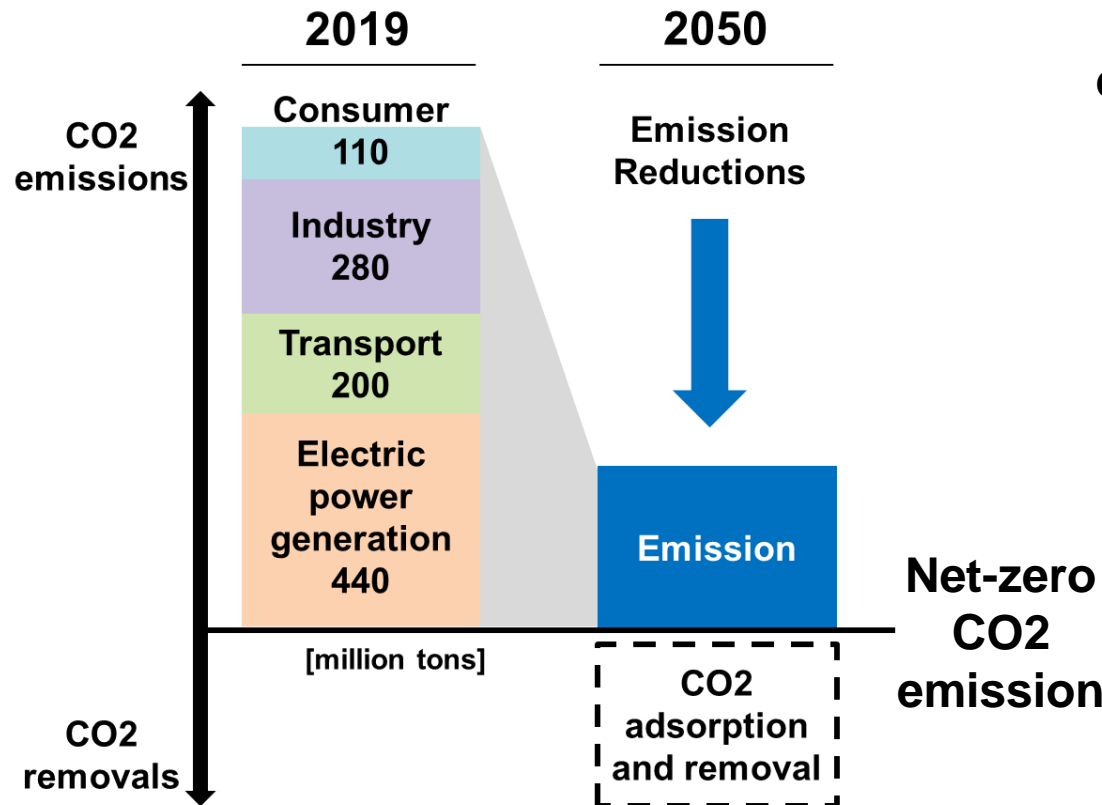 2019
2050
CO2
emissions
Consumer
110
Industry
280
Transport
200
Electric
power
generation
440
[million tons]
Emission
Reductions
Emission
CO2
adsorption
and removal
Net-zero
CO2
emission
CO2
removals